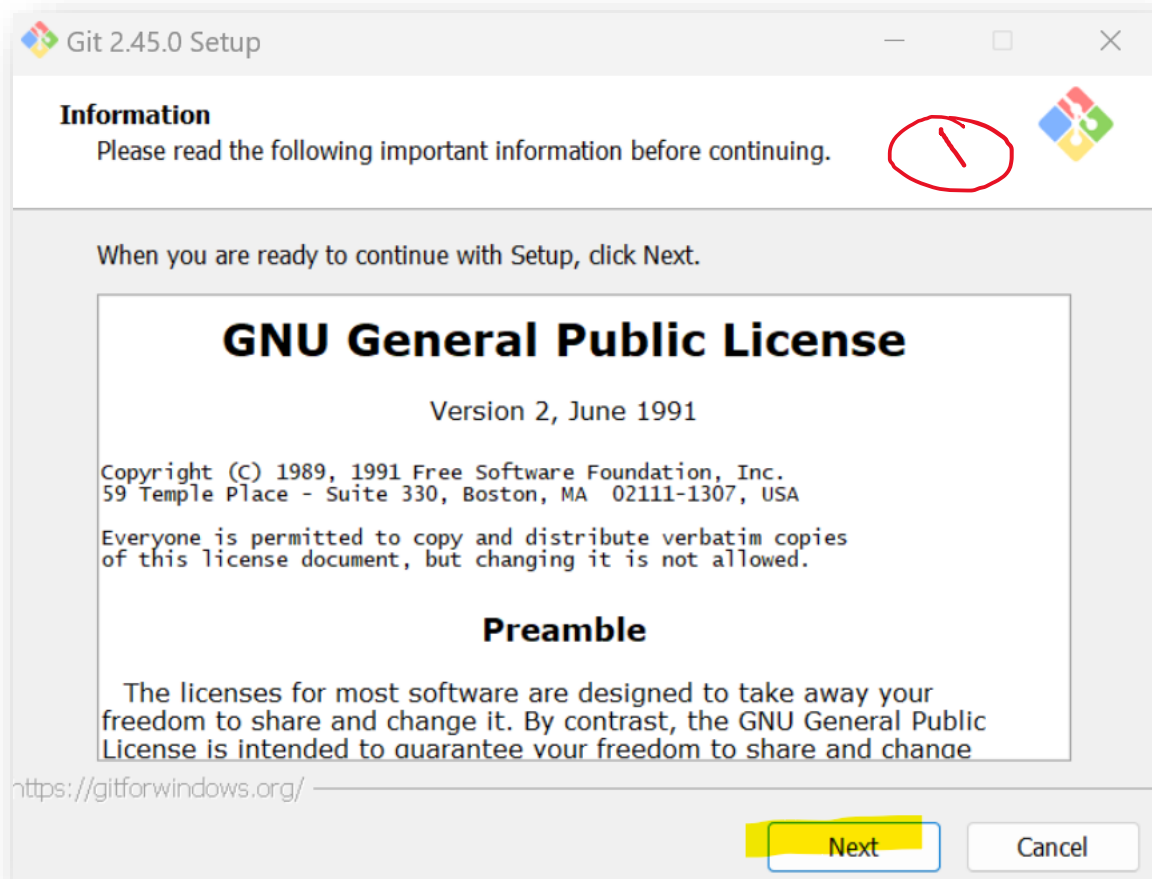 Git 2.45.0 Setup
Information
Please read the following important information before continuing.
When you are ready to continue with Setup, click Next.
GNU General Public License
Version 2, June 1991
Copyright (C) 1989, 1991 Free Software Foundation, Inc.
59 Temple Place - Suite 330, Boston, MA  02111-1307, USA
Everyone is permitted to copy and distribute verbatim copies
of this license document, but changing it is not allowed.
Preamble
The licenses for most software are designed to take away your
freedom to share and change it. By contrast, the GNU General Public
License is intended to guarantee your freedom to share and change
https://gitforwindows.org/
Next
Cancel